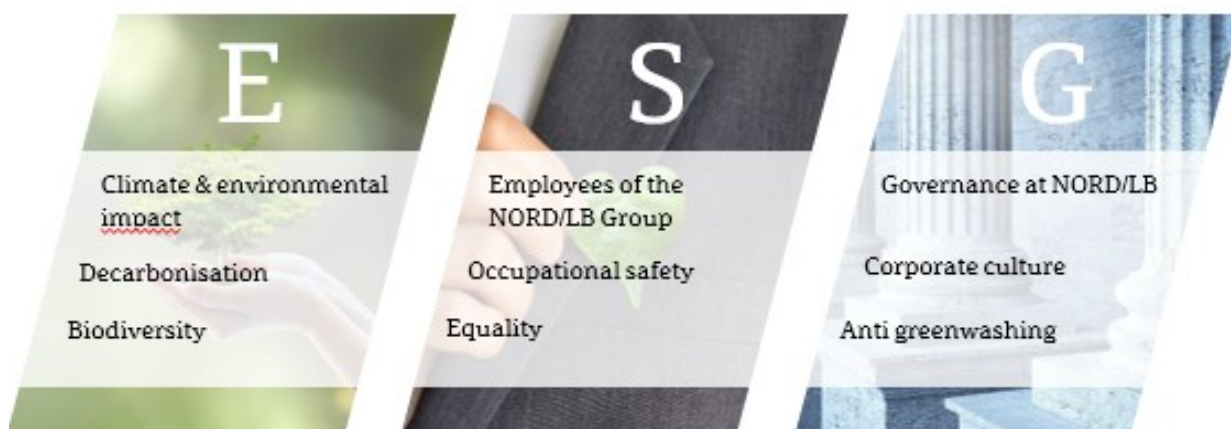 E
Climate & environmental
impact
Decarbonisation
Biodiversity
S
Employees of the
NORD/LB Group
Occupational safety
Equality
G
Governance at NORD/LB
Corporate culture
Anti greenwashing